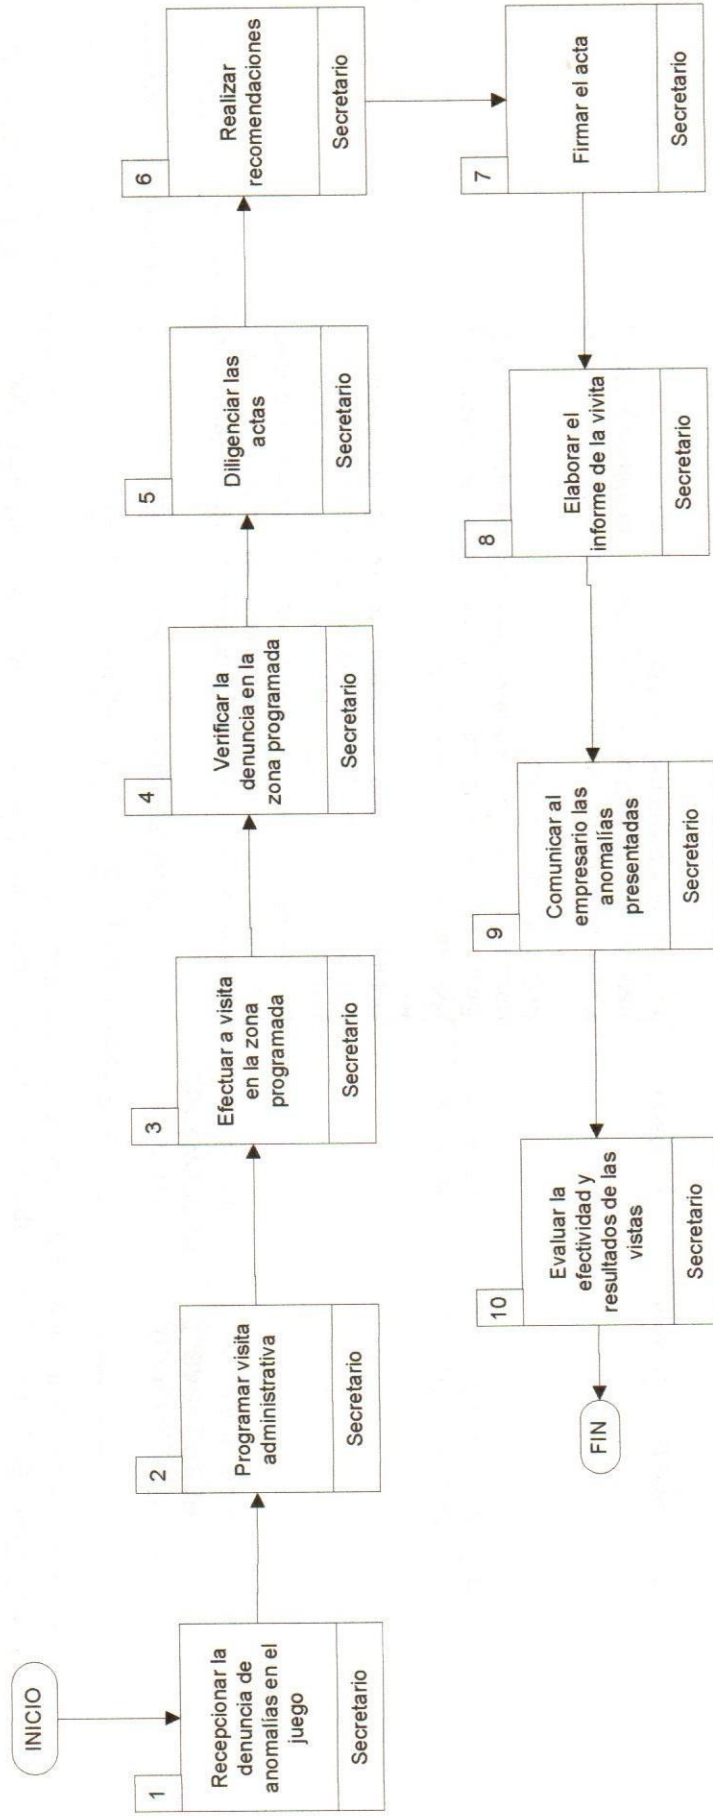 INICIO
1
Recepcionar la
denuncia de
anomalías en el
juego
Secretario
2
Programar visita
administrativa
Secretario
3
Efectuar a visita
en la zona
programada
Secretario
4
Verificar la
denuncia en la
zona programada
Secretario
5
Diligenciar las
actas
Secretario
6
Realizar
recomendaciones
Secretario
7
Firmar el acta
Secretario
8
Elaborar el
informe de la vivita
Secretario
9
Comunicar al
empresario las
anomalías
presentadas
Secretario
10
Evaluar la
efectividad y
resultados de las
vistas
Secretario
FIN